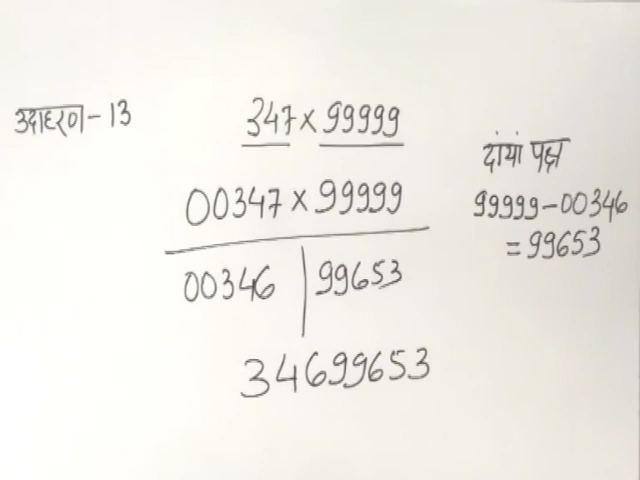 उदाहरण - 13
347 × 99999
00347 × 99999
00346 | 99653
34699653
दांयां पक्ष
99999 - 00346
= 99653